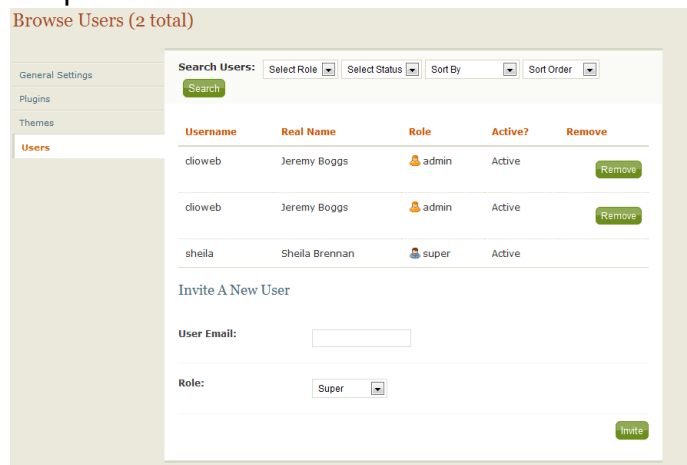 Browse Users (2 total)
General Settings
Plugins
Themes
Users
Search Users: Select Role Select Status Sort By Sort Order
Search
Username Real Name Role Active? Remove
clioweb Jeremy Boggs admin Active Remove
clioweb Jeremy Boggs admin Active Remove
sheila Sheila Brennan super Active
Invite A New User
User Email:
Role: Super
Invite